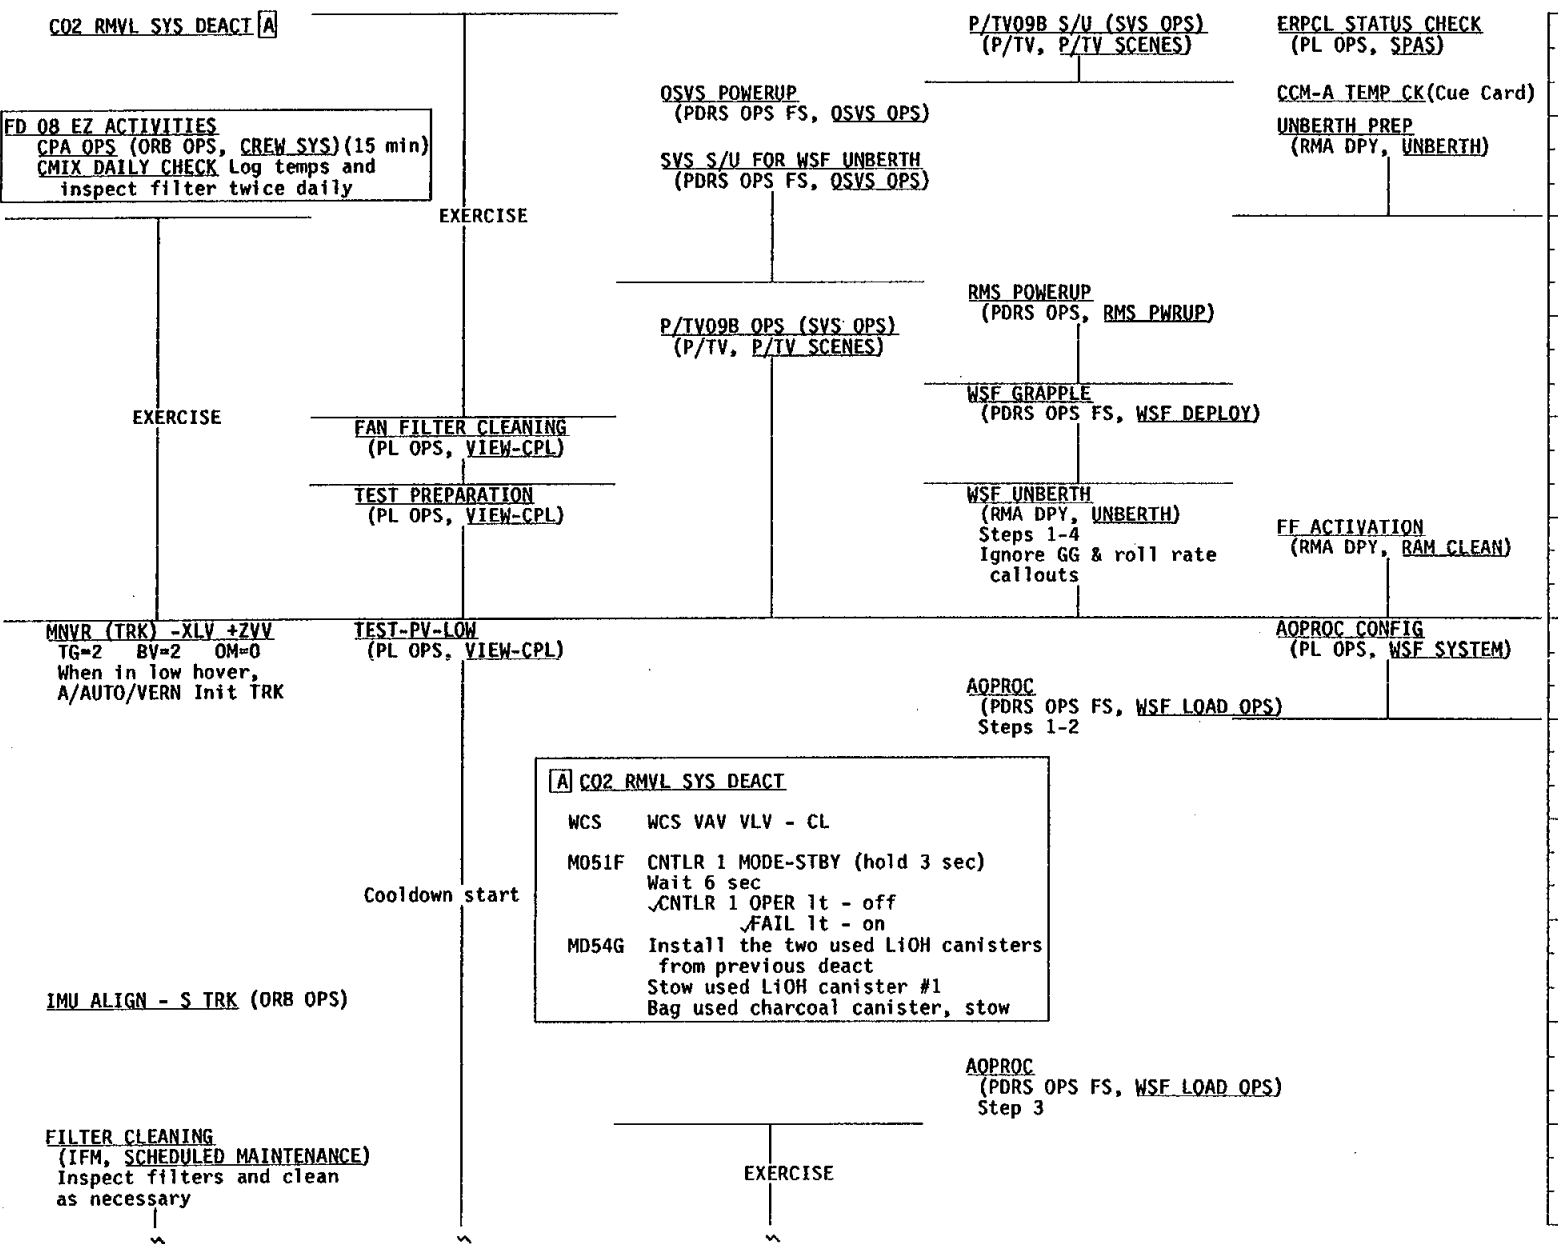 CO2 RMVL SYS DEACT A
FD 08 EZ ACTIVITIES
CPA OPS (ORB OPS, CREW SYS)(15 min)
CMIX DAILY CHECK Log temps and
inspect filter twice daily
EXERCISE
MNVR (TRK) -XLV +ZVV
TG=2 BV=2 OM=0
When in low hover,
A/AUTO/VERN Init TRK
IMU ALIGN - S TRK (ORB OPS)
FILTER CLEANING
(IFM, SCHEDULED MAINTENANCE)
Inspect filters and clean
as necessary
EXERCISE
FAN FILTER CLEANING
(PL OPS, VIEW-CPL)
TEST PREPARATION
(PL OPS, VIEW-CPL)
TEST-PV-LOW
(PL OPS, VIEW-CPL)
Cooldown start
OSVS POWERUP
(PDRS OPS FS, OSVS OPS)
SVS S/U FOR WSF UNBERTH
(PDRS OPS FS, OSVS OPS)
P/TV09B OPS (SVS OPS)
(P/TV, P/TV SCENES)
A CO2 RMVL SYS DEACT
WCS WCS VAV VLV - CL
MO51F CNTLR 1 MODE-STBY (hold 3 sec)
Wait 6 sec
✓CNTLR 1 OPER lt - off
✓FAIL lt - on
MD54G Install the two used LiOH canisters
from previous deact
Stow used LiOH canister #1
Bag used charcoal canister, stow
EXERCISE
P/TV09B S/U (SVS OPS)
(P/TV, P/TV SCENES)
RMS POWERUP
(PDRS OPS, RMS PWRUP)
WSF GRAPPLE
(PDRS OPS FS, WSF DEPLOY)
WSF UNBERTH
(RMA DPY, UNBERTH)
Steps 1-4
Ignore GG & roll rate
callouts
AOPROC
(PDRS OPS FS, WSF LOAD OPS)
Steps 1-2
AOPROC
(PDRS OPS FS, WSF LOAD OPS)
Step 3
ERPCL STATUS CHECK
(PL OPS, SPAS)
CCM-A TEMP CK(Cue Card)
UNBERTH PREP
(RMA DPY, UNBERTH)
FF ACTIVATION
(RMA DPY, RAM CLEAN)
AOPROC CONFIG
(PL OPS, WSF SYSTEM)